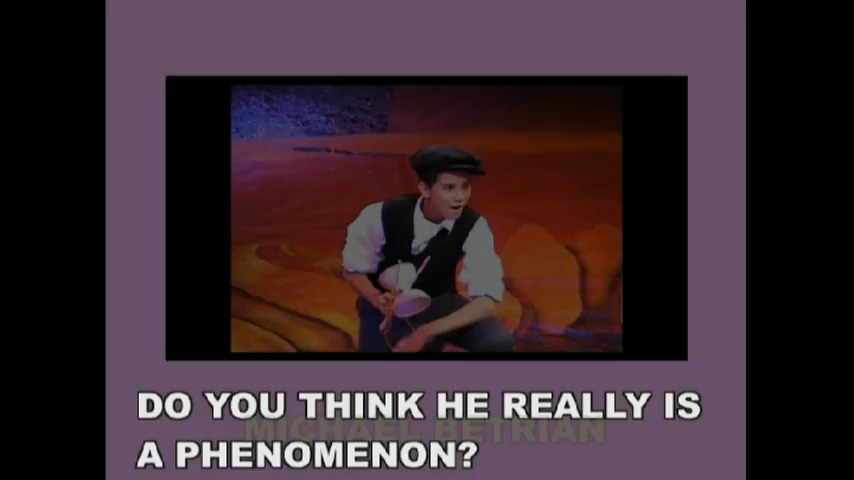 DO YOU THINK HE REALLY IS
MICHAEL BETRIAN
A PHENOMENON?